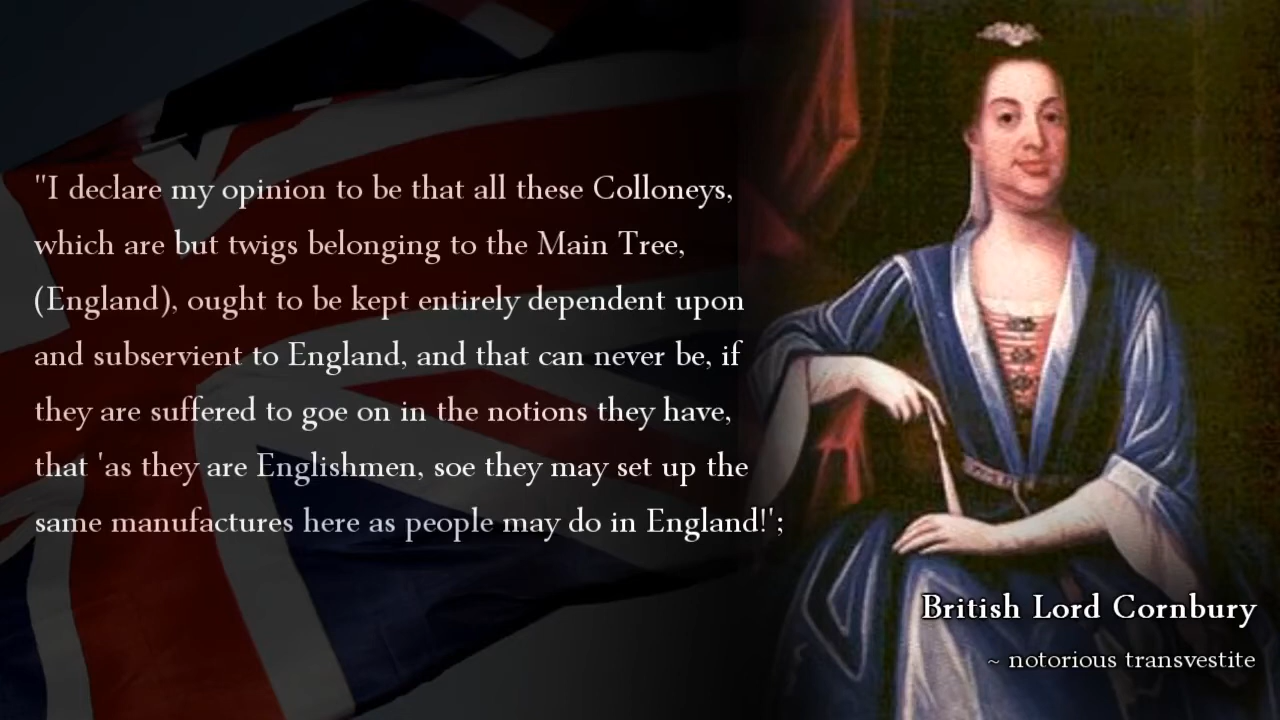 "I declare my opinion to be that all these Colloneys,
which are but twigs belonging to the Main Tree,
(England), ought to be kept entirely dependent upon
and subservient to England, and that can never be, if
they are suffered to goe on in the notions they have,
that 'as they are Englishmen, soe they may set up the
same manufactures here as people may do in England!';
British Lord Cornbury
~ notorious transvestite